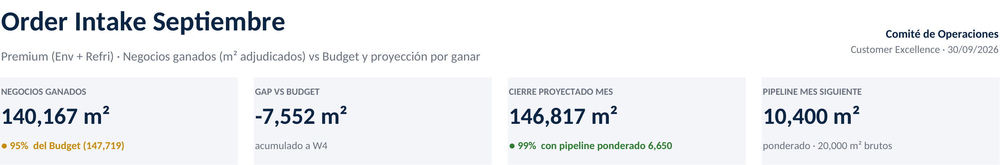 Order Intake Septiembre
Comité de Operaciones
Premium (Env + Refri) · Negocios ganados (m² adjudicados) vs Budget y proyección por ganar
Customer Excellence · 30/09/2026
NEGOCIOS GANADOS
140,167 m²
● 95% del Budget (147,719)
GAP VS BUDGET
-7,552 m²
acumulado a W4
CIERRE PROYECTADO MES
146,817 m²
● 99% con pipeline ponderado 6,650
PIPELINE MES SIGUIENTE
10,400 m²
ponderado · 20,000 m² brutos